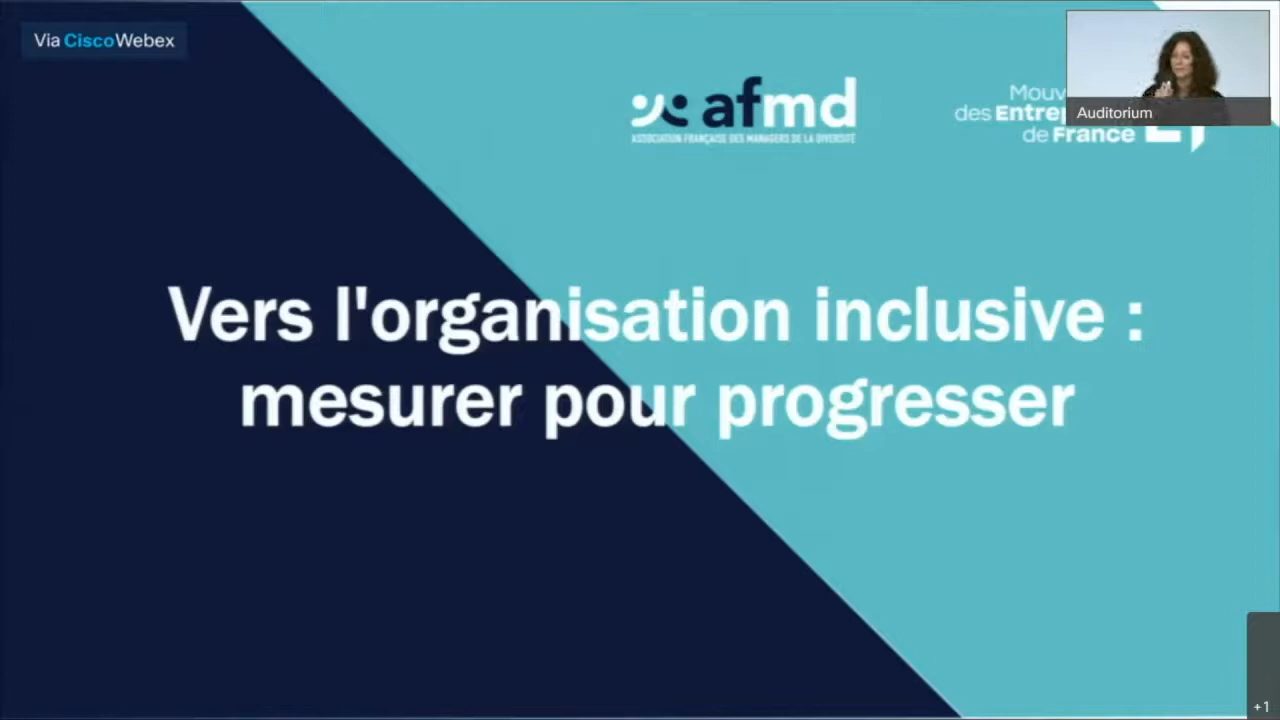 Via CiscoWebex
afmd
ASSOCIATION FRANÇAISE DES MANAGERS DE LA DIVERSITÉ
des
de France
Auditorium
Vers l'organisation inclusive :
mesurer pour progresser
+1